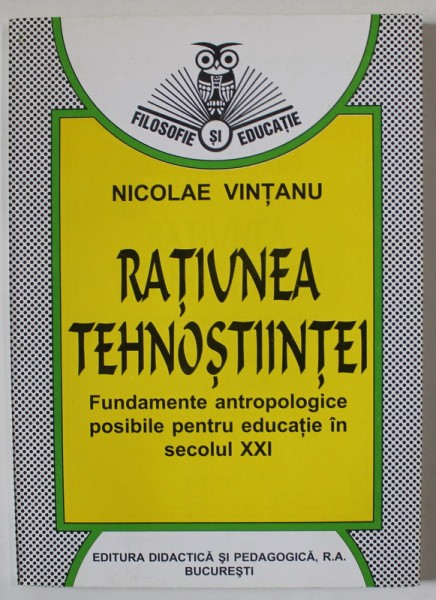 FILOSOFIE ȘI EDUCAȚIE
NICOLAE VINȚANU
RAȚIUNEA
TEHNOȘTIINȚEI
Fundamente antropologice
posibile pentru educație în
secolul XXI
EDITURA DIDACTICĂ ȘI PEDAGOGICĂ, R.A.
BUCUREȘTI